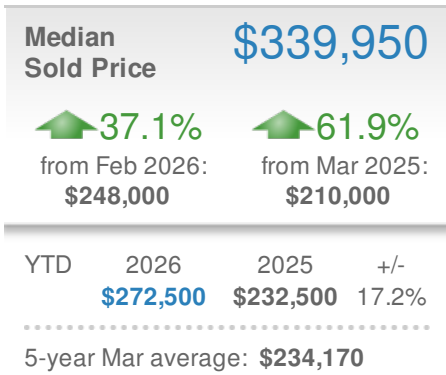 Median $339,950
Sold Price
37.1% 61.9%
from Feb 2026: from Mar 2025:
$248,000 $210,000
YTD 2026 2025 +/-
$272,500 $232,500 17.2%
5-year Mar average: $234,170